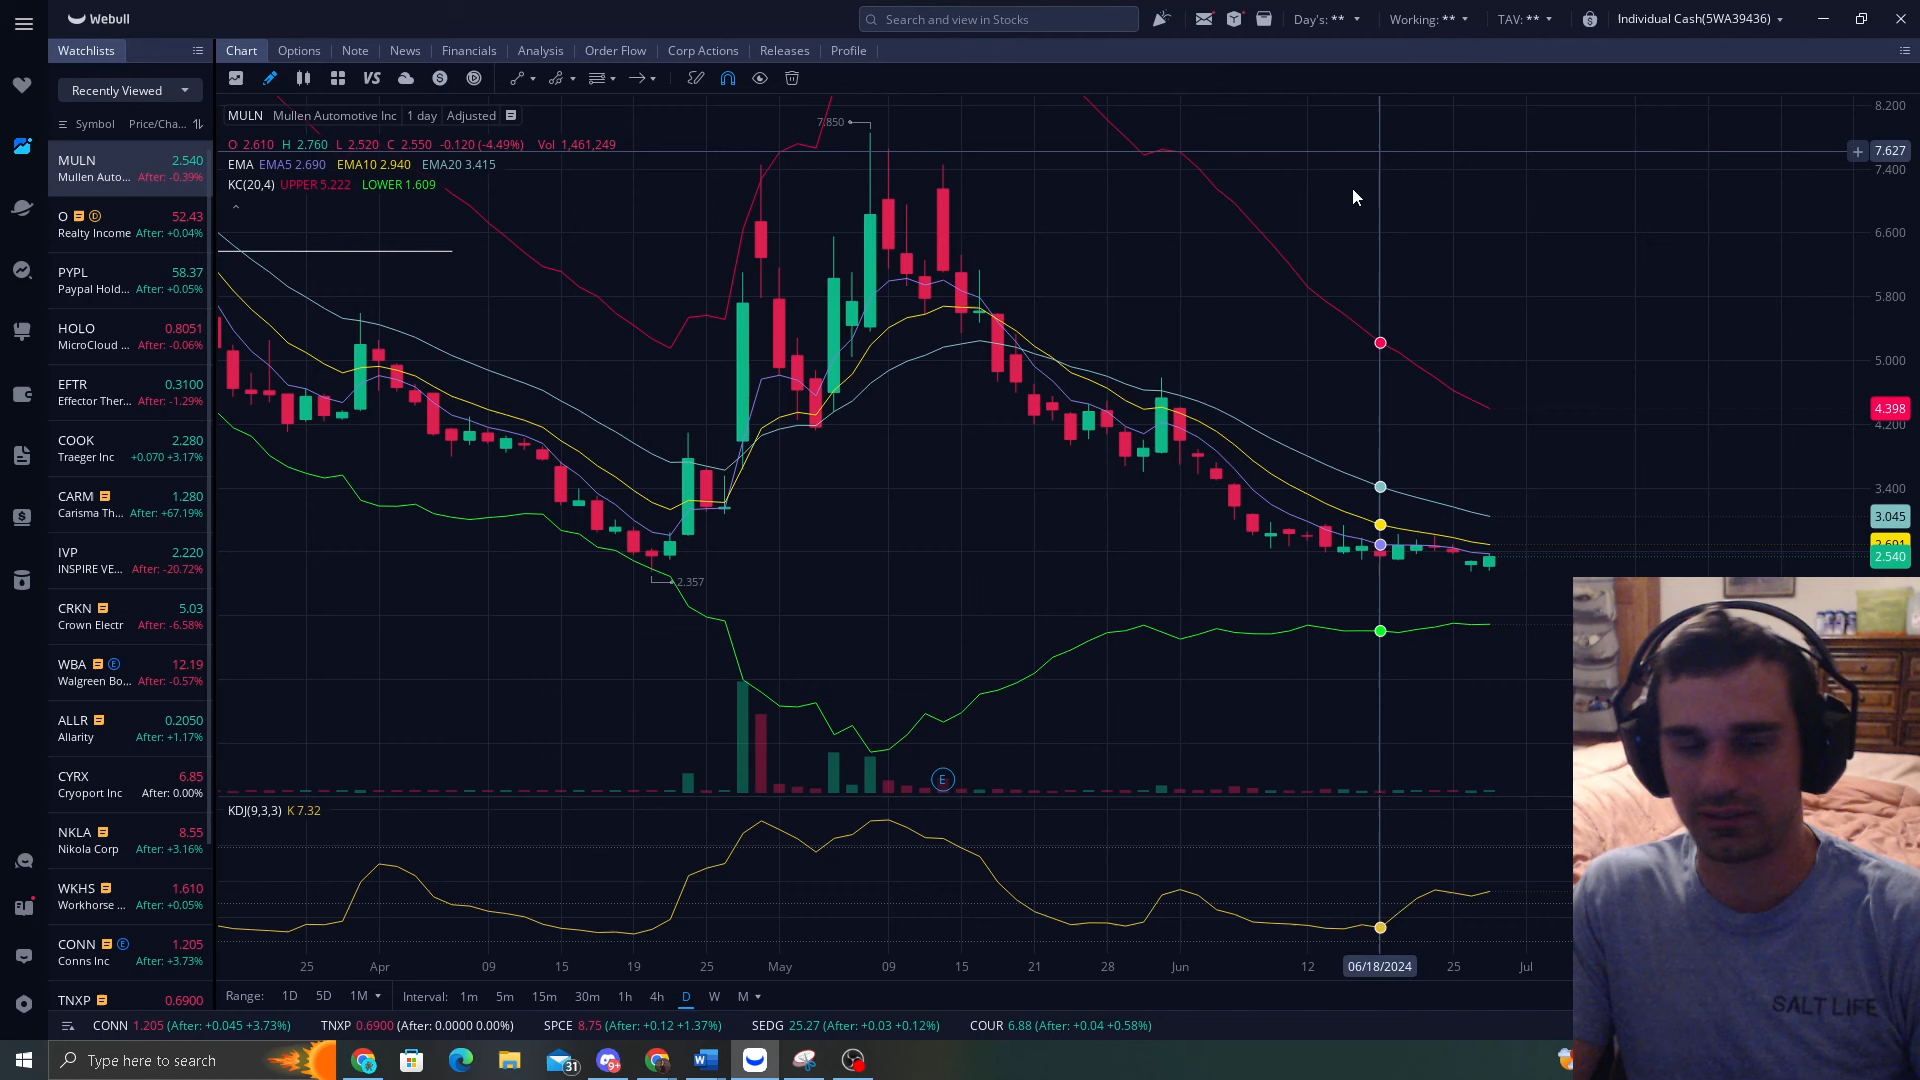 Webull
Search and view in Stocks
Day's: **
Working: **
TAV: **
Individual Cash(5WA39436)
Watchlists
Chart
Options
Note
News
Financials
Analysis
Order Flow
Corp Actions
Releases
Profile
Recently Viewed
VS
Symbol Price/Cha...
MULN Mullen Automotive Inc 1 day Adjusted
O 2.610 H 2.760 L 2.520 C 2.550 -0.120 (-4.49%) Vol 1,461,249
EMA EMA5 2.690 EMA10 2.940 EMA20 3.415
KC(20,4) UPPER 5.222 LOWER 1.609
7.850
2.357
8.200
7.627
7.400
6.600
5.800
5.000
4.398
4.200
3.400
3.045
2.540
MULN 2.540
Mullen Auto... After: -0.39%
O 52.43
Realty Income After: +0.04%
PYPL 58.37
Paypal Hold... After: +0.05%
HOLO 0.8051
MicroCloud ... After: -0.06%
EFTR 0.3100
Effector Ther... After: -1.29%
COOK 2.280
Traeger Inc +0.070 +3.17%
CARM 1.280
Carisma Th... After: +67.19%
IVP 2.220
INSPIRE VE... After: -20.72%
CRKN 5.03
Crown Electr After: -6.58%
WBA 12.19
Walgreen Bo... After: -0.57%
ALLR 0.2050
Allarity After: +1.17%
CYRX 6.85
Cryoport Inc After: 0.00%
NKLA 8.55
Nikola Corp After: +3.16%
WKHS 1.610
Workhorse ... After: +0.05%
CONN 1.205
Conns Inc After: +3.73%
TNXP 0.6900
E
KDJ(9,3,3) K 7.32
25 Apr 09 15 19 25 May 09 15 21 28 Jun 12 06/18/2024 25 Jul
Range: 1D 5D 1M Interval: 1m 5m 15m 30m 1h 4h D W M
CONN 1.205 (After: +0.045 +3.73%) TNXP 0.6900 (After: 0.0000 0.00%) SPCE 8.75 (After: +0.12 +1.37%) SEDG 25.27 (After: +0.03 +0.12%) COUR 6.88 (After: +0.04 +0.58%)
SALT LIFE
Type here to search
31
9+